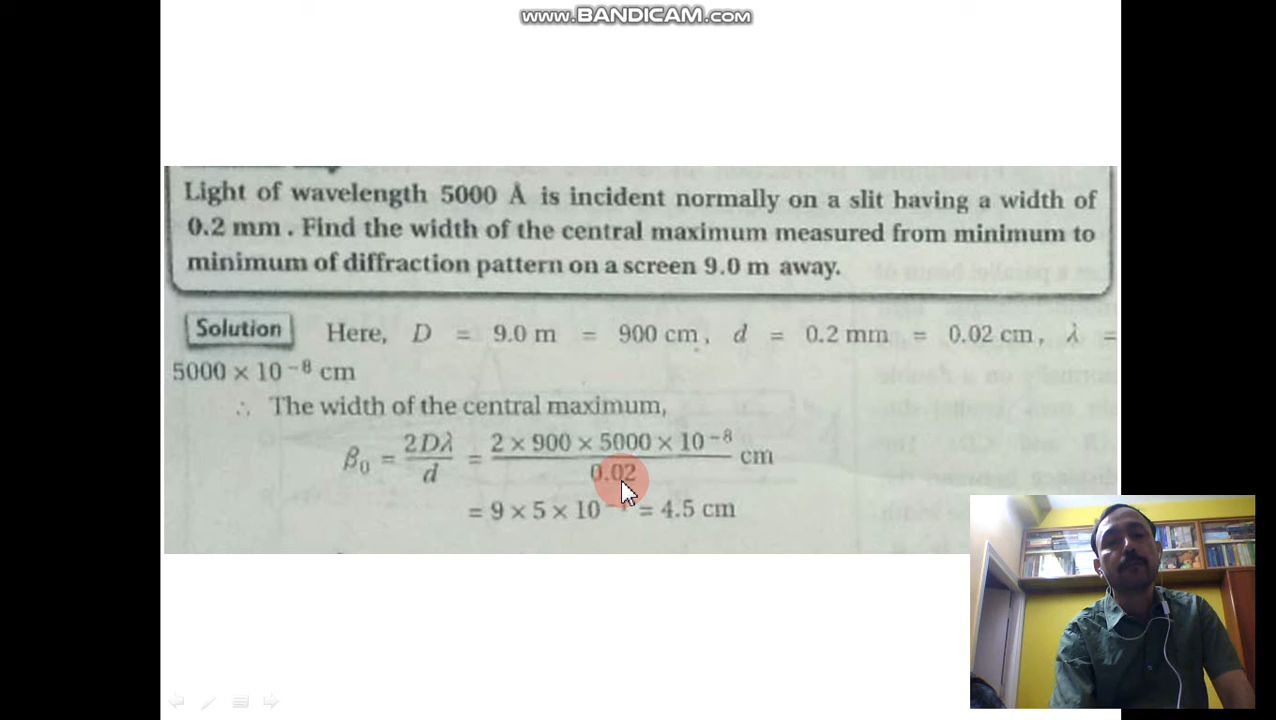 www.BANDICAM.com
Light of wavelength 5000 Å is incident normally on a slit having a width of
0.2 mm. Find the width of the central maximum measured from minimum to
minimum of diffraction pattern on a screen 9.0 m away.
Solution Here, D = 9.0 m = 900 cm, d = 0.2 mm = 0.02 cm, λ =
5000 × 10⁻⁸ cm
∴ The width of the central maximum,
β₀ = 2Dλ/d = 2 × 900 × 5000 × 10⁻⁸/0.02 cm
= 9 × 5 × 10 = 4.5 cm